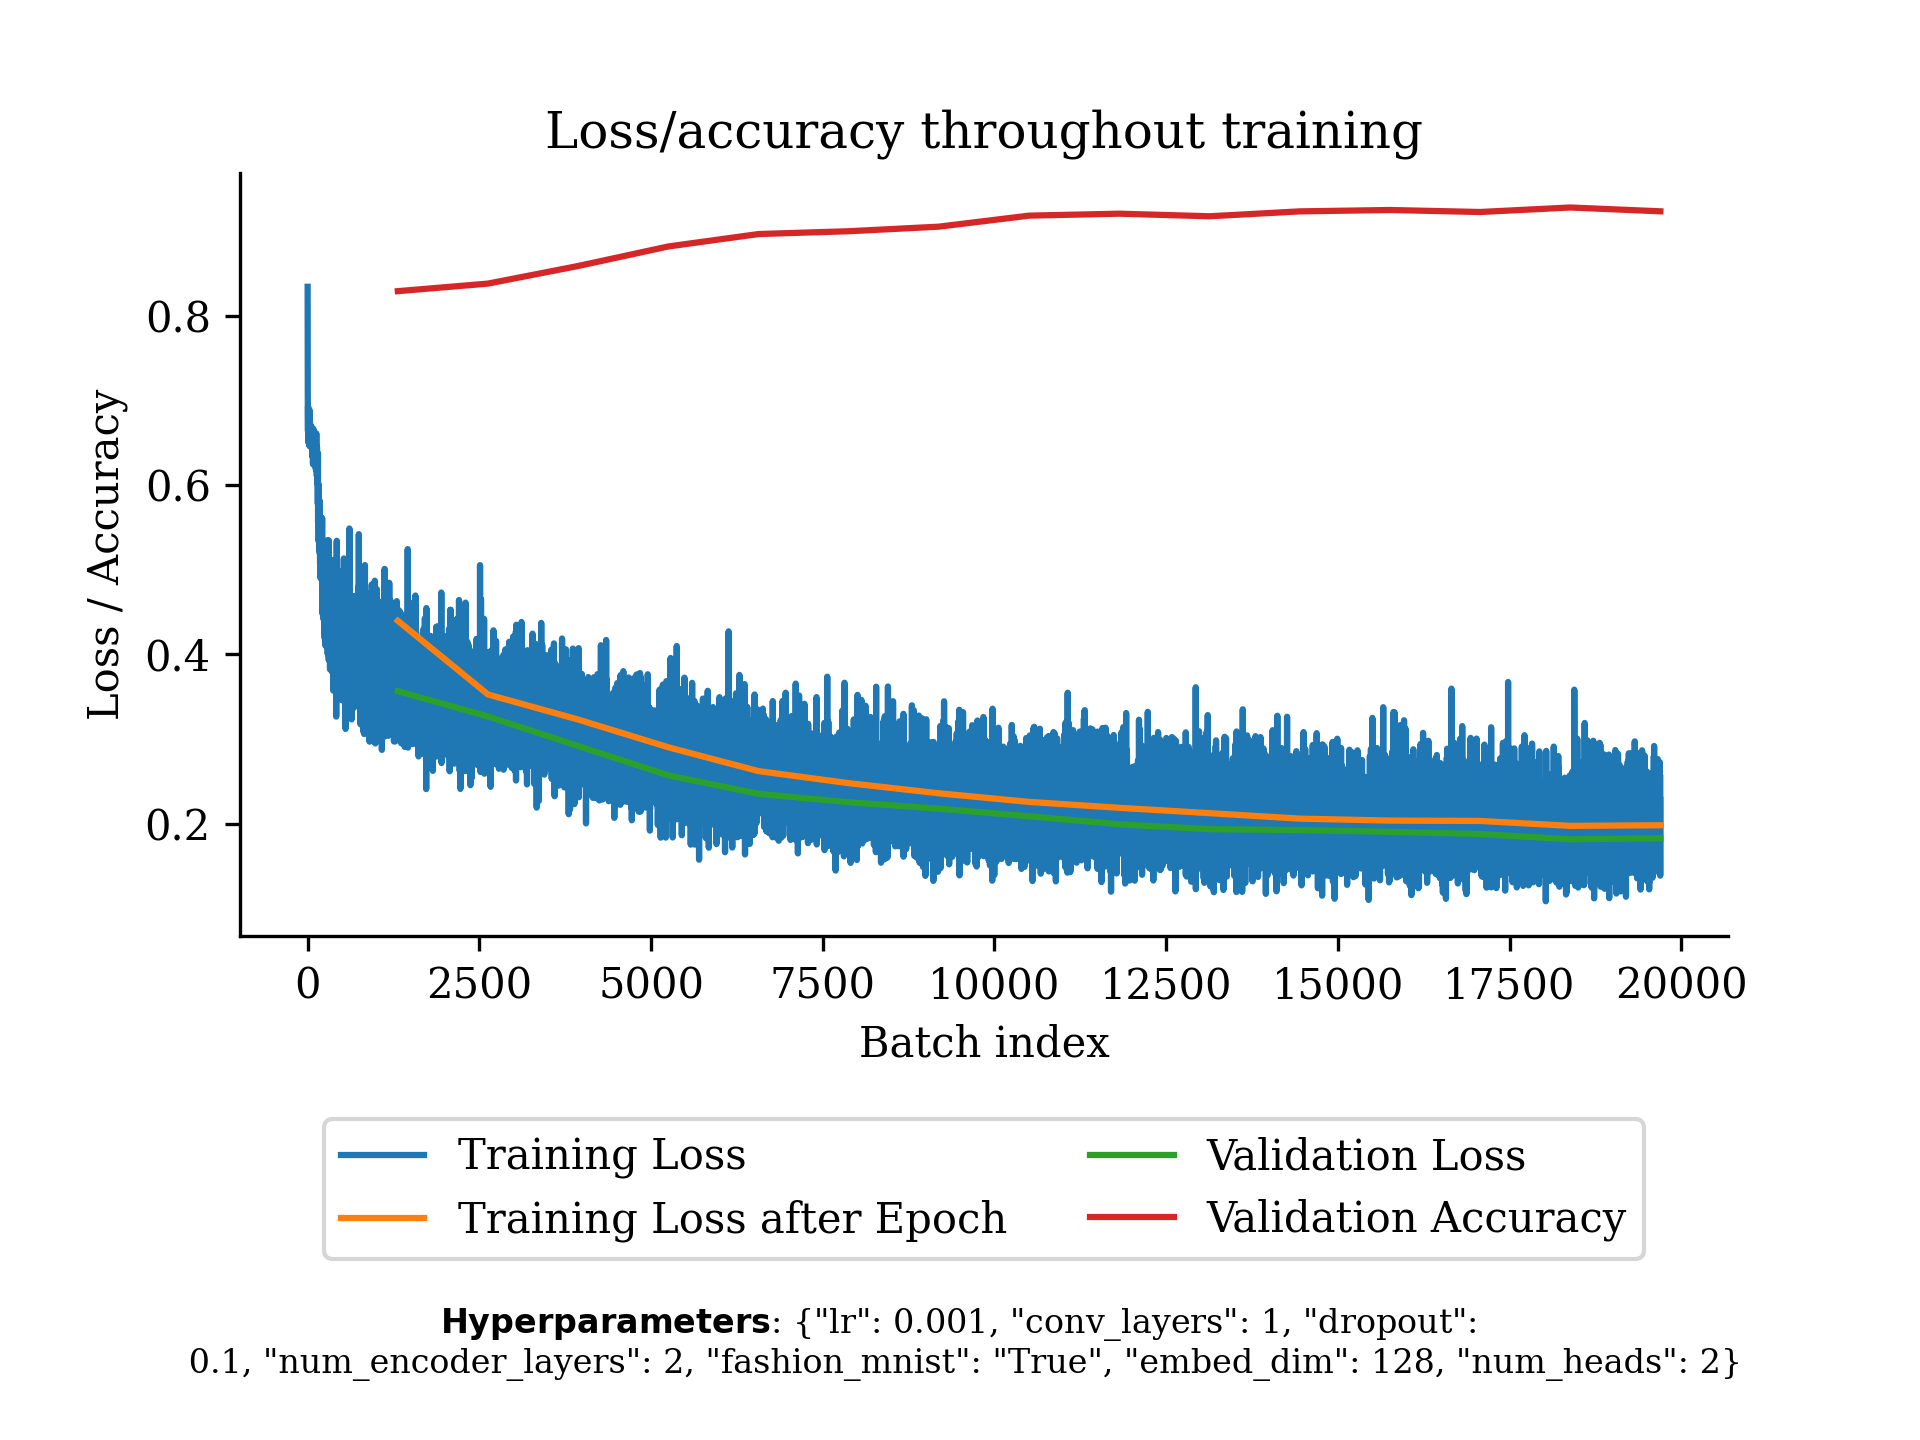 Loss/accuracy throughout training
Loss / Accuracy
0.8
0.6
0.4
0.2
0 2500 5000 7500 10000 12500 15000 17500 20000
Batch index
Training Loss
Training Loss after Epoch
Validation Loss
Validation Accuracy
Hyperparameters: {"lr": 0.001, "conv_layers": 1, "dropout":
0.1, "num_encoder_layers": 2, "fashion_mnist": "True", "embed_dim": 128, "num_heads": 2}